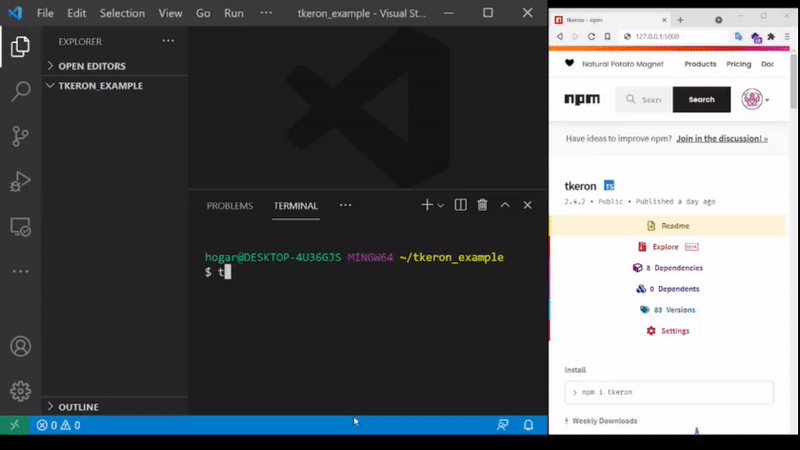 File Edit Selection View Go Run ··· tkeron_example - Visual St...
EXPLORER ···
OPEN EDITORS
TKERON_EXAMPLE
PROBLEMS TERMINAL ···
hogar@DESKTOP-4U36GJS MINGW64 ~/tkeron_example
$ t
OUTLINE
0 0
tkeron - npm
127.0.0.1:5000
Natural Potato Magnet Products Pricing Doc
npm Searc Search
Have ideas to improve npm? Join in the discussion! »
tkeron TS
2.4.2 • Public • Published a day ago
Readme
Explore BETA
8 Dependencies
0 Dependents
83 Versions
Settings
Install
> npm i tkeron
Weekly Downloads